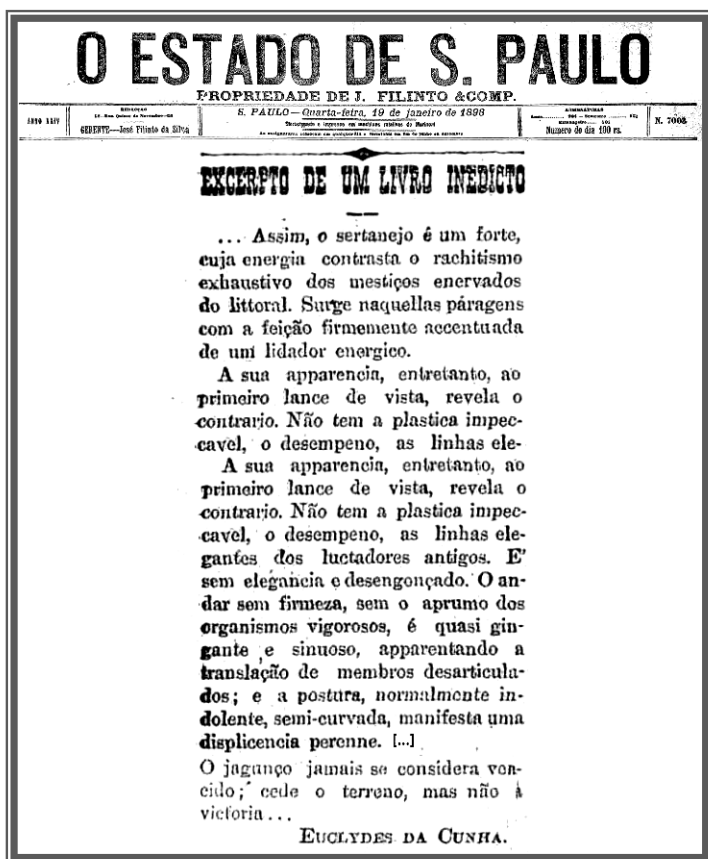 O ESTADO DE S. PAULO
PROPRIEDADE DE J. FILINTO & COMP.
S. PAULO — Quarta-feira, 19 de janeiro de 1898
GERENTE — José Filinto da Silva
Numero do dia 100 rs.
N. 7003
EXCERPTO DE UM LIVRO INEDICTO
... Assim, o sertanejo é um forte,
cuja energia contrasta o rachitismo
exhaustivo dos mestiços enervados
do littoral. Surge naquellas páragens
com a feição firmemente accentuada
de um lidador energico.
A sua apparencia, entretanto, ao
primeiro lance de vista, revela o
contrario. Não tem a plastica impec-
cavel, o desempeno, as linhas ele-
A sua apparencia, entretanto, ao
primeiro lance de vista, revela o
contrario. Não tem a plastica impec-
cavel, o desempeno, as linhas ele-
gantes dos luctadores antigos. E'
sem elegancia e desengonçado. O an-
dar sem firmeza, sem o aprumo dos
organismos vigorosos, é quasi gin-
gante e sinuoso, apparentando a
translação de membros desarticula-
dos; e a postura, normalmente in-
dolente, semi-curvada, manifesta uma
displicencia perenne. [...]
O jagunço jamais se considera ven-
cido; cede o terreno, mas não á
victoria...
EUCLYDES DA CUNHA.